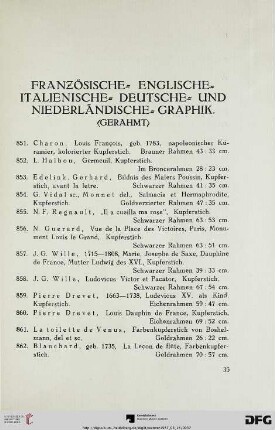 FRANZÖSISCHE- ENGLISCHE-
ITALIENISCHE- DEUTSCHE- UND
NIEDERLÄNDISCHE-GRAPHIK.
(GERAHMT)
851. Charon, Louis François, geb. 1783, napoleonischer Ku-
rassier, kolorierter Kupferstich. Brauner Rahmen 43 : 33 cm.
852. L. Halbou, Kupferstich.
Im Bronzerahmen 28 : 23 cm.
853. Edelink, Gerhard, Bildnis des Malers Poussin, Kupfer-
stich, avant la lettre. Schwarzer Rahmen 41 : 35 cm.
854. G. Vidal sc., Monnet del., Salmacis et Hermaphrodite,
Kupferstich. Goldverzierter Rahmen 47 : 35 cm.
855. N. F. Regnault, „Il a cueilli ma rose", Kupferstich.
Schwarzer Rahmen 63 : 53 cm.
856. N. Guerard, Vue de la Place des Victoires, Paris, Monu-
ment Louis le Grand, Kupferstich.
Schwarzer Rahmen 63 : 51 cm.
857. J. G. Wille, 1715—1808, Marie Josephe de Saxe, Dauphine
de France, Mutter Ludwig des XVI., Kupferstich.
Schwarzer Rahmen 39 : 33 cm.
858. J. G. Wille, Ludovicus Victor et Pacator, Kupferstich.
Schwarzer Rahmen 67 : 54 cm.
859. Pierre Drevet, 1663—1738, Ludovicus XV. als Kind
Kupferstich. Eichenrahmen 59 : 47 cm.
860. Pierre Drevet, Louis Dauphin de France, Kupferstich.
Eichenrahmen 69 : 52 cm.
861. La toilette de Venus, Farbenkupferstich von
mann, del et sc. Goldrahmen 26 : 22 cm.
862. Blanchard, geb. 1735, La Lecon de flûte, Farbenkupfer-
stich. Goldrahmen 70 : 57 cm.
35
DFG